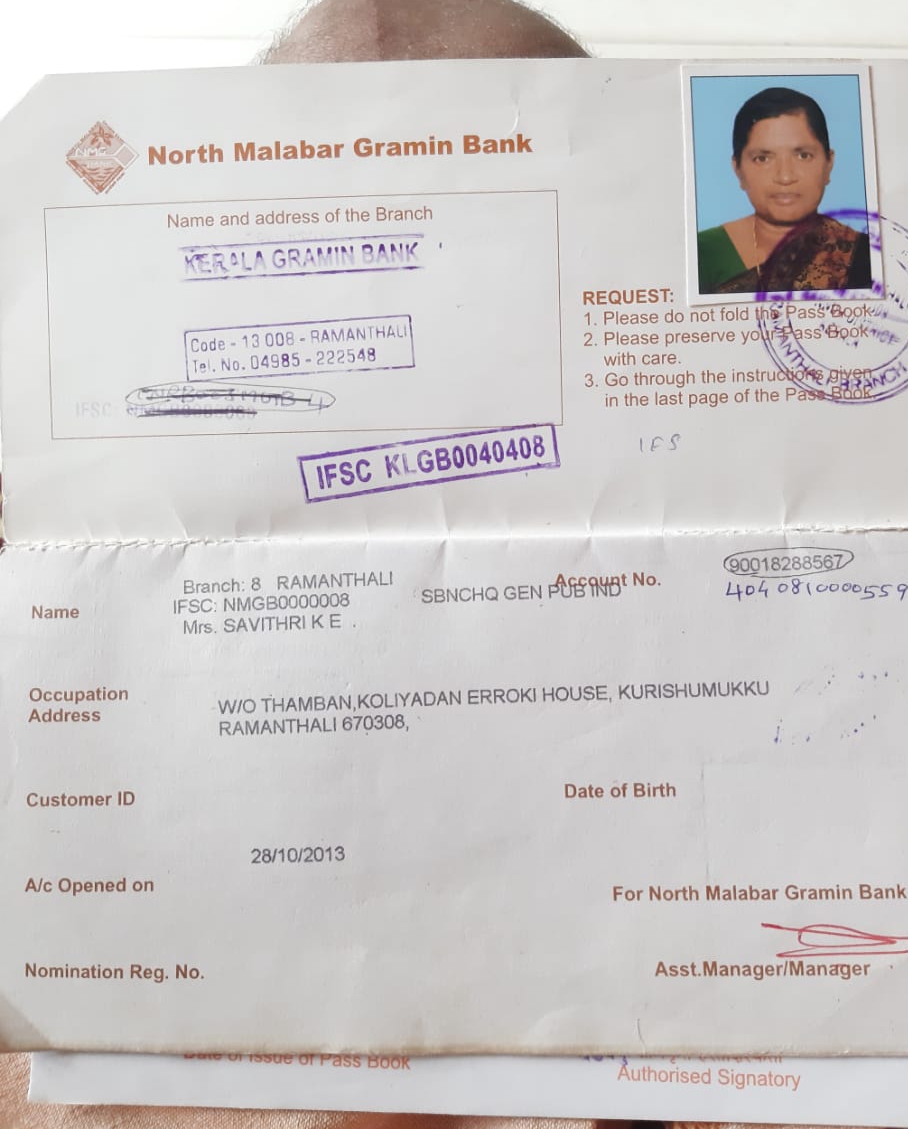 North Malabar Gramin Bank
Name and address of the Branch
KERALA GRAMIN BANK
Code - 13 008 - RAMANTHALI
Tel. No. 04985 - 222548
IFSC:
IFSC KLGB0040408
REQUEST:
1. Please do not fold the Pass Book.
2. Please preserve your Pass Book
with care.
3. Go through the instructions given
in the last page of the Pass Book.
BRANCH
IFS
Branch: 8 RAMANTHALI
IFSC: NMGB0000008
Name
Mrs. SAVITHRI K E .
SBNCHQ GEN PUB IND
Account No.
90018288567
4040810000559
Occupation
Address
W/O THAMBAN,KOLIYADAN ERROKI HOUSE, KURISHUMUKKU
RAMANTHALI 670308,
Customer ID
Date of Birth
28/10/2013
A/c Opened on
For North Malabar Gramin Bank
Nomination Reg. No.
Asst.Manager/Manager
Date of Issue of Pass Book
Authorised Signatory